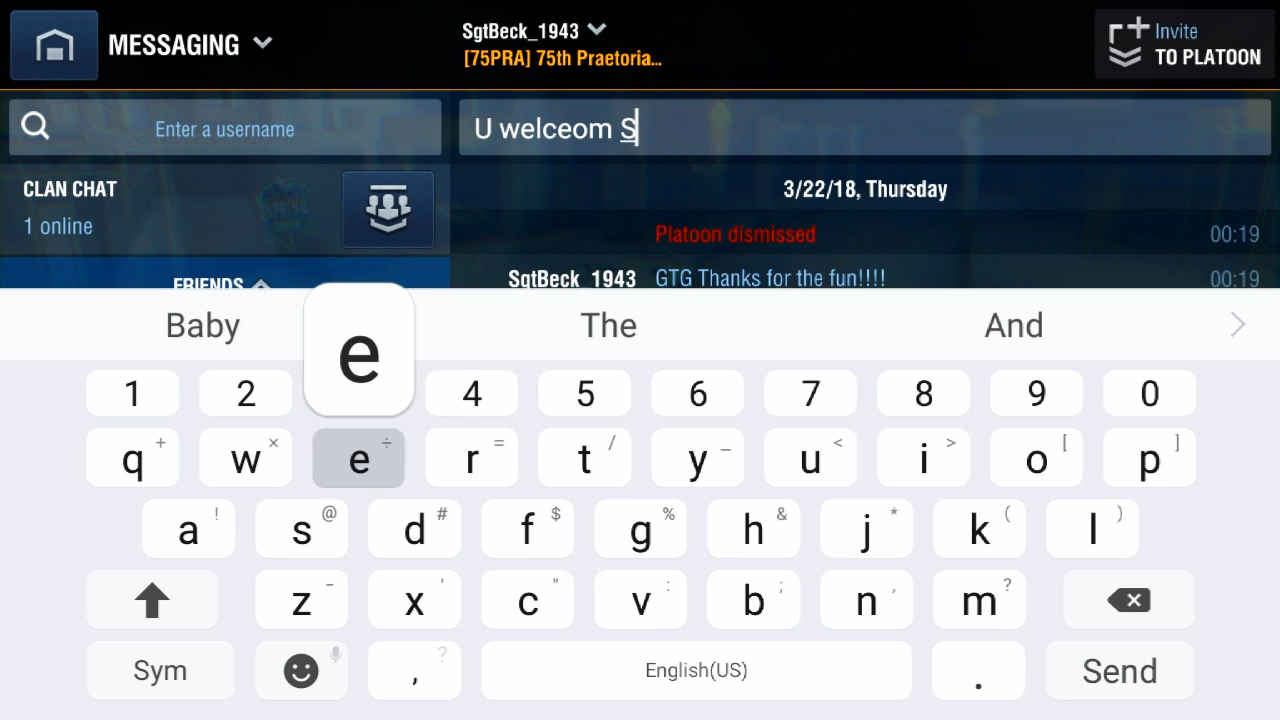 MESSAGING
SgtBeck_1943
[75PRA] 75th Praetoria...
Invite
TO PLATOON
Enter a username
U welceom S
CLAN CHAT
1 online
3/22/18, Thursday
Platoon dismissed 00:19
FRIENDS
SgtBeck_1943 GTG Thanks for the fun!!!! 00:19
Baby The And
e
1 2 4 5 6 7 8 9 0
q + w × e ÷ r = t / y _ u < i > o [ p ]
a ! s @ d # f $ g % h & j * k ( l )
z - x ' c " v : b ; n , m ?
Sym , ? English(US) . Send